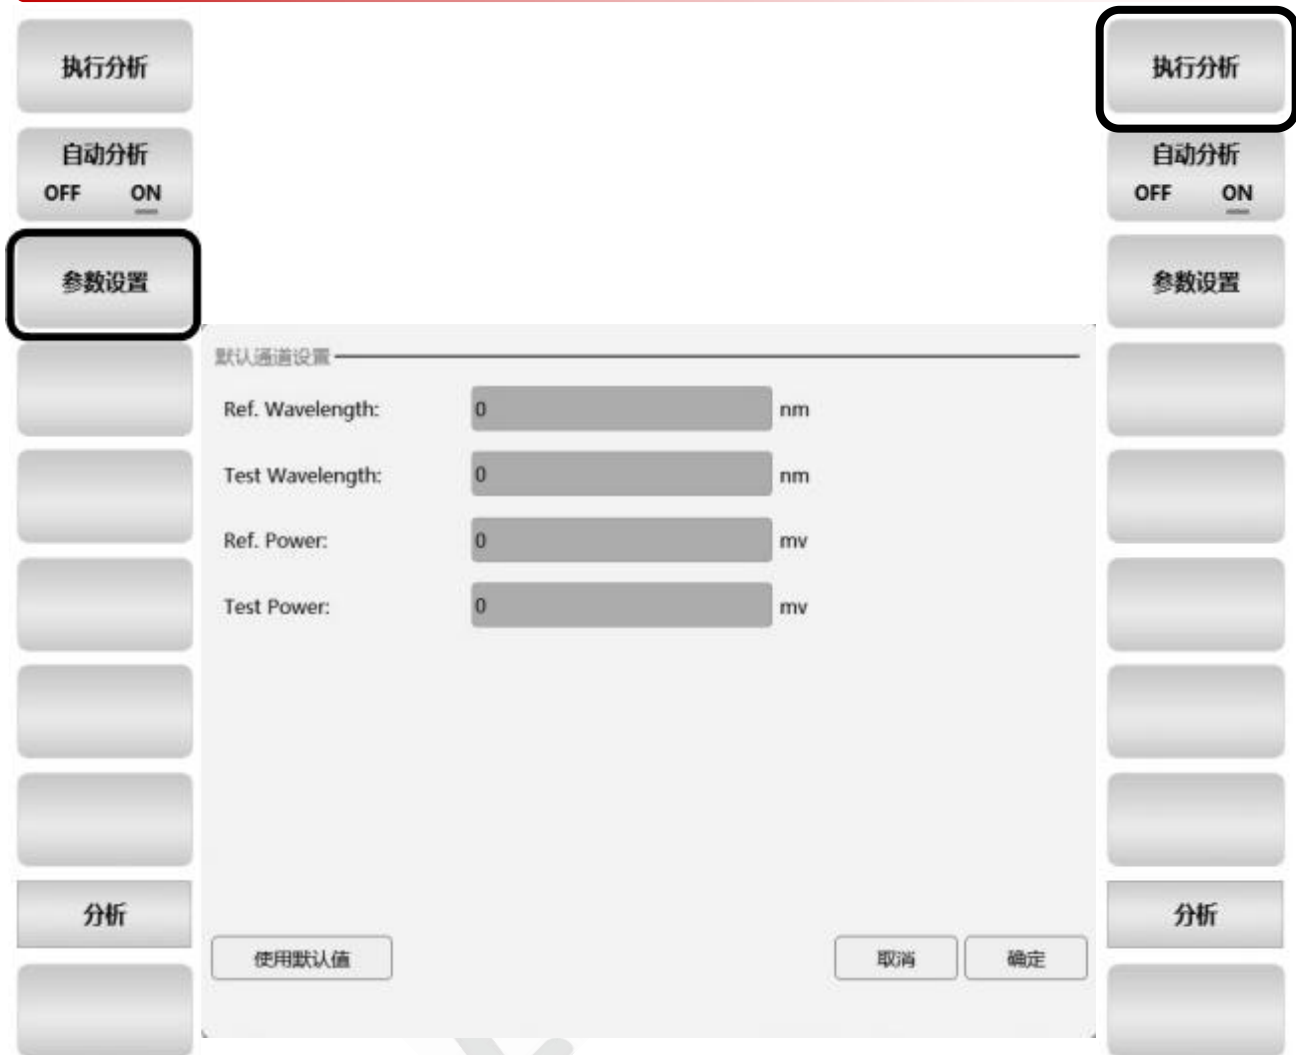 执行分析
自动分析
OFF ON
参数设置
分析
默认通道设置
Ref. Wavelength: 0 nm
Test Wavelength: 0 nm
Ref. Power: 0 mv
Test Power: 0 mv
使用默认值 取消 确定
执行分析
自动分析
OFF ON
参数设置
分析